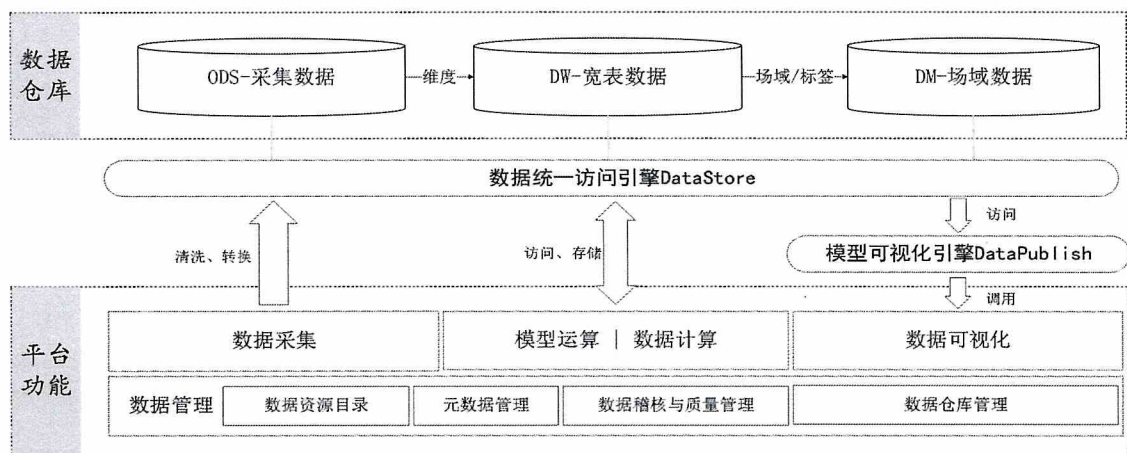 数据
仓库
ODS-采集数据
维度
DW-宽表数据
场域/标签
DM-场域数据
数据统一访问引擎DataStore
清洗、转换
访问、存储
访问
模型可视化引擎DataPublish
调用
平台
功能
数据采集
模型运算 | 数据计算
数据可视化
数据管理
数据资源目录
元数据管理
数据稽核与质量管理
数据仓库管理